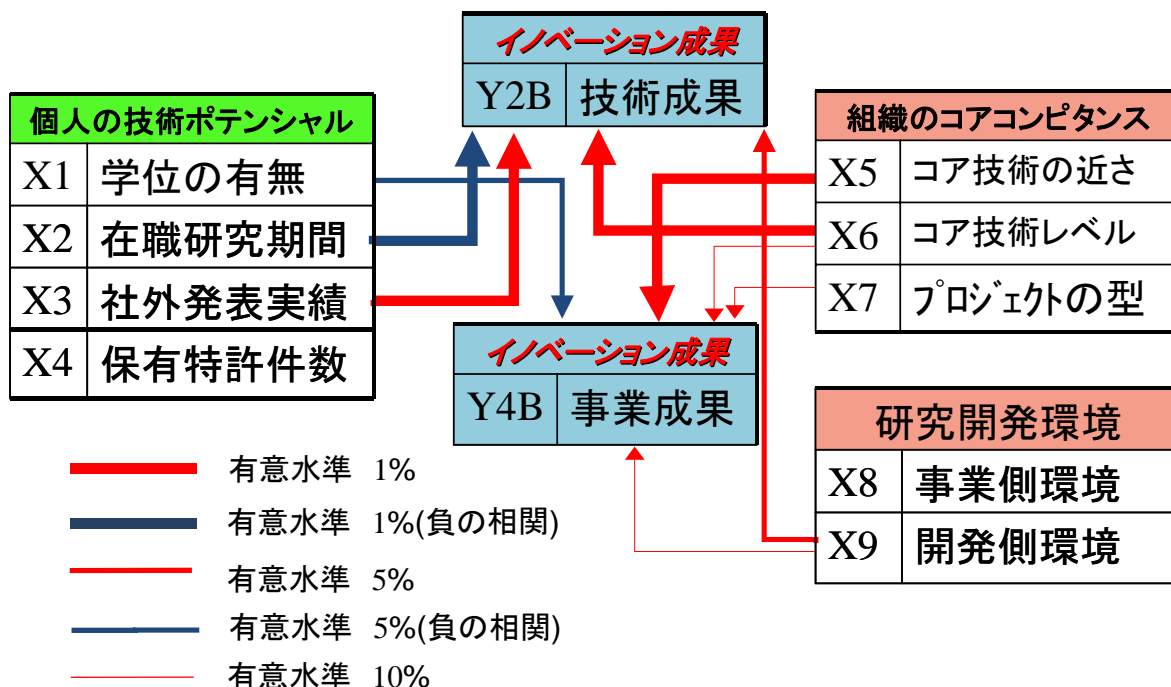 イノベーション成果
Y2B 技術成果
個人の技術ポテンシャル
X1 学位の有無
X2 在職研究期間
X3 社外発表実績
X4 保有特許件数
組織のコアコンピタンス
X5 コア技術の近さ
X6 コア技術レベル
X7 プロジェクトの型
イノベーション成果
Y4B 事業成果
研究開発環境
X8 事業側環境
X9 開発側環境
有意水準 1%
有意水準 1%(負の相関)
有意水準 5%
有意水準 5%(負の相関)
有意水準 10%